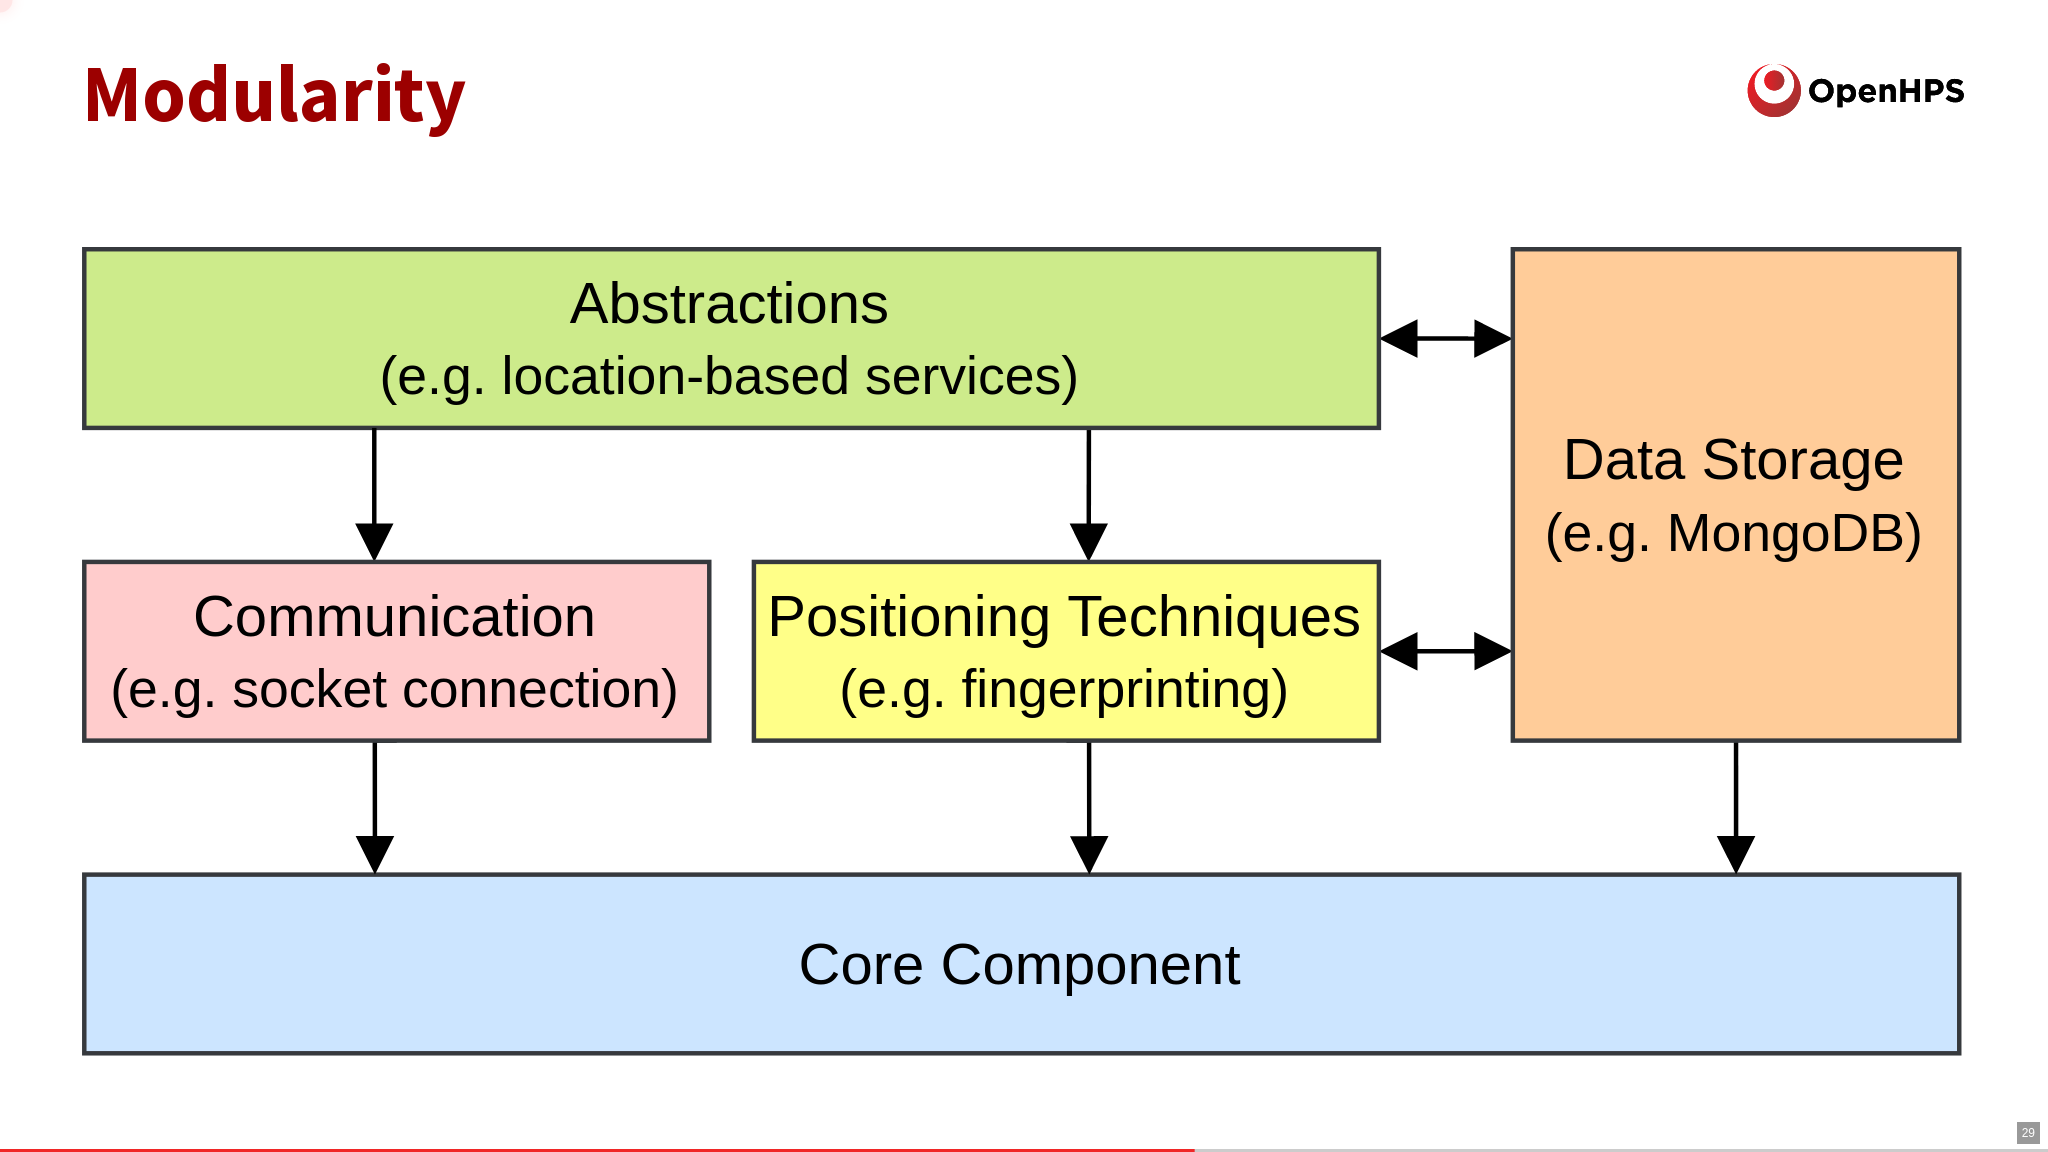 Modularity
OpenHPS
Abstractions
(e.g. location-based services)
Data Storage
(e.g. MongoDB)
Communication
(e.g. socket connection)
Positioning Techniques
(e.g. fingerprinting)
Core Component
29